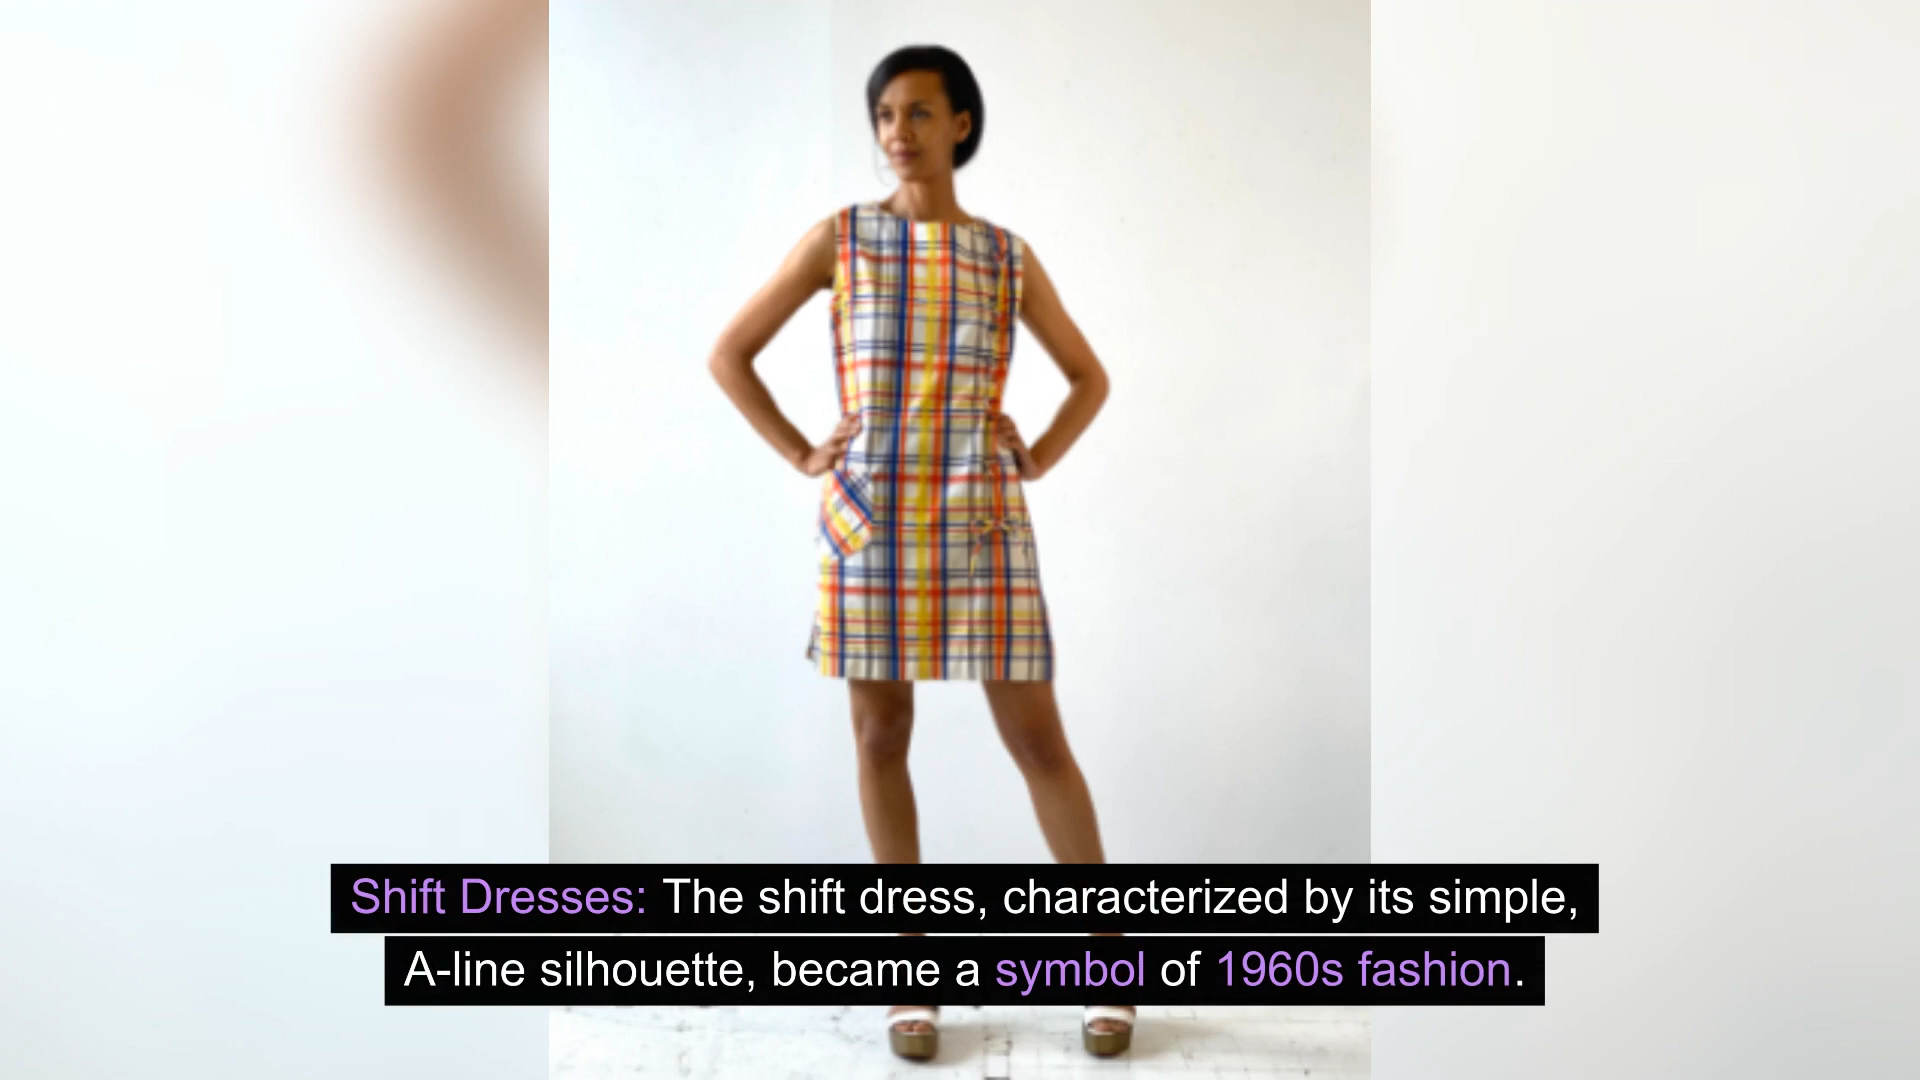 Shift Dresses: The shift dress, characterized by its simple,
A-line silhouette, became a symbol of 1960s fashion.